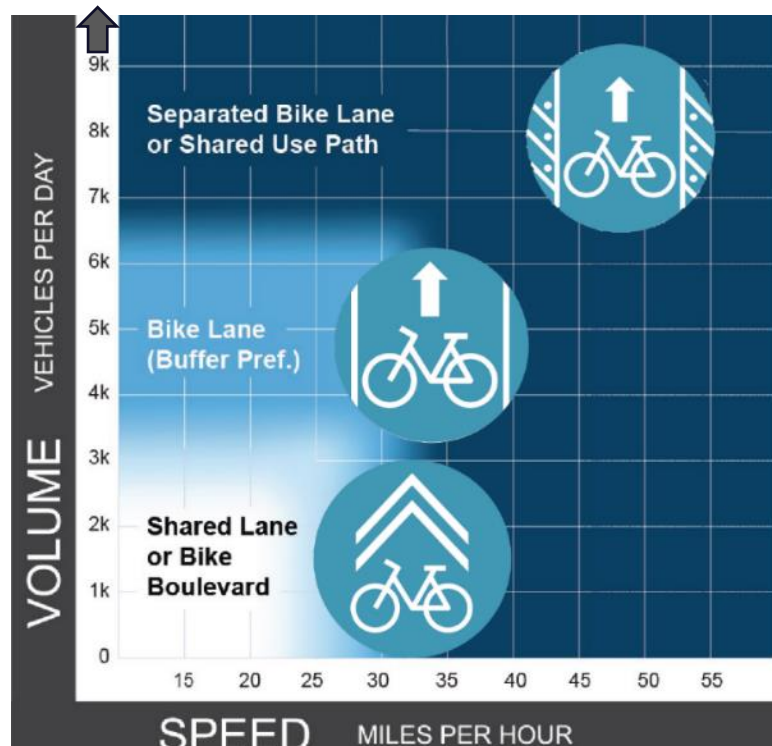 9k
8k
7k
6k
5k
4k
3k
2k
1k
0
VOLUME VEHICLES PER DAY
Separated Bike Lane
or Shared Use Path
Bike Lane
(Buffer Pref.)
Shared Lane
or Bike
Boulevard
15 20 25 30 35 40 45 50 55
SPEED MILES PER HOUR